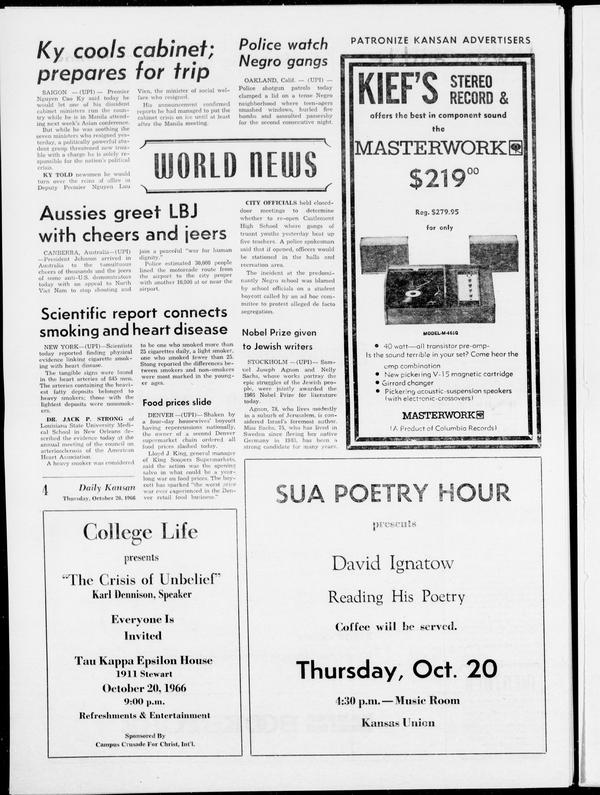 Ky cools cabinet;
prepares for trip
SAIGON — (UPI) — Premier
Nguyen Cao Ky said today he
would let one of his dissident
cabinet ministers run the coun-
try while he is in Manila attend-
ing next week's Asian conference.
But while he was soothing the
seven ministers who resigned yes-
terday, a politically powerful stu-
dent group threatened new trou-
ble with a charge he is solely re-
sponsible for the nation's political
crisis.
KY TOLD newsmen he would
turn over the reins of office to
Deputy Premier Nguyen Luu
Vien, the minister of social wel-
fare who resigned.
His announcement confirmed
reports he had managed to put the
cabinet crisis on ice until at least
after the Manila meeting.
Police watch
Negro gangs
OAKLAND, Calif. — (UPI) —
Police shotgun patrols today
clamped a lid on a tense Negro
neighborhood where teen-agers
smashed windows, hurled fire
bombs and assaulted passersby
for the second consecutive night.
WORLD NEWS
CITY OFFICIALS held closed-
door meetings to determine
whether to re-open Castlemont
High School where gangs of
truant youths yesterday beat up
five teachers. A police spokesman
said that if opened, officers would
be stationed in the halls and
recreation area.
The incident at the predomi-
nantly Negro school was blamed
by school officials on a student
boycott called by an ad hoc com-
mittee to protest alleged de facto
segregation.
Aussies greet LBJ
with cheers and jeers
CANBERRA, Australia—(UPI)
—President Johnson arrived in
Australia to the tumultuous
cheers of thousands and the jeers
of some anti-U.S. demonstrators
today with an appeal to North
Viet Nam to stop shouting and
join a peaceful "war for human
dignity."
Police estimated 30,000 people
lined the motorcade route from
the airport to the city proper
with another 10,000 at or near the
airport.
Scientific report connects
smoking and heart disease
NEW YORK—(UPI)—Scientists
today reported finding physical
evidence linking cigarette smok-
ing with heart disease.
The tangible signs were found
in the heart arteries of 645 men.
The arteries containing the heavi-
est fatty deposits belonged to
heavy smokers; those with the
lightest deposits were nonsmok-
ers.
DR. JACK P. STRONG of
Louisiana State University Medi-
cal School in New Orleans de-
scribed the evidence today at the
annual meeting of the council on
arteriosclerosis of the American
Heart Association.
A heavy smoker was considered
to be one who smoked more than
25 cigarettes daily, a light smoker,
one who smoked fewer than 25.
Strong reported the differences be-
tween smokers and non-smokers
were most marked in the young-
er ages.
Food prices slide
DENVER—(UPI)— Shaken by
a four-day housewives' boycott
having repercussions nationally,
the owner of a second Denver
supermarket chain ordered all
food prices slashed today.
Lloyd J. King, general manager
of King Soopers Supermarkets,
said the action was the opening
salvo in what could be a year-
long war on food prices. The boy-
cott has sparked "the worst price
war ever experienced in the Den-
ver retail food business."
Nobel Prize given
to Jewish writers
STOCKHOLM —(UPI)— Sam-
uel Joseph Agnon and Nelly
Sachs, whose works portray the
epic struggles of the Jewish peo-
ple, were jointly awarded the
1966 Nobel Prize for literature
today.
Agnon, 78, who lives modestly
in a suburb of Jerusalem, is con-
sidered Israel's foremost author.
Miss Sachs, 75, who has lived in
Sweden since fleeing her native
Germany in 1940, has been a
strong candidate for many years.
4 Daily Kansan
Thursday, October 20, 1966
PATRONIZE KANSAN ADVERTISERS
KIEF'S STEREO
RECORD &
offers the best in component sound
the
MASTERWORK
$219.00
Reg. $279.95
for only
MODEL-M-4610
• 40 watt—all transistor pre-amp-
Is the sound terrible in your set? Come hear the
amp combination
• New pickering V-15 magnetic cartridge
• Girrard changer
• Pickering acoustic-suspension speakers
(with electronic-crossovers)
MASTERWORK
(A Product of Columbia Records)
College Life
presents
"The Crisis of Unbelief"
Karl Dennison, Speaker
Everyone Is
Invited
Tau Kappa Epsilon House
1911 Stewart
October 20, 1966
9:00 p.m.
Refreshments & Entertainment
Sponsored By
Campus Crusade For Christ, Int'l.
SUA POETRY HOUR
presents
David Ignatow
Reading His Poetry
Coffee will be served.
Thursday, Oct. 20
4:30 p.m.—Music Room
Kansas Union